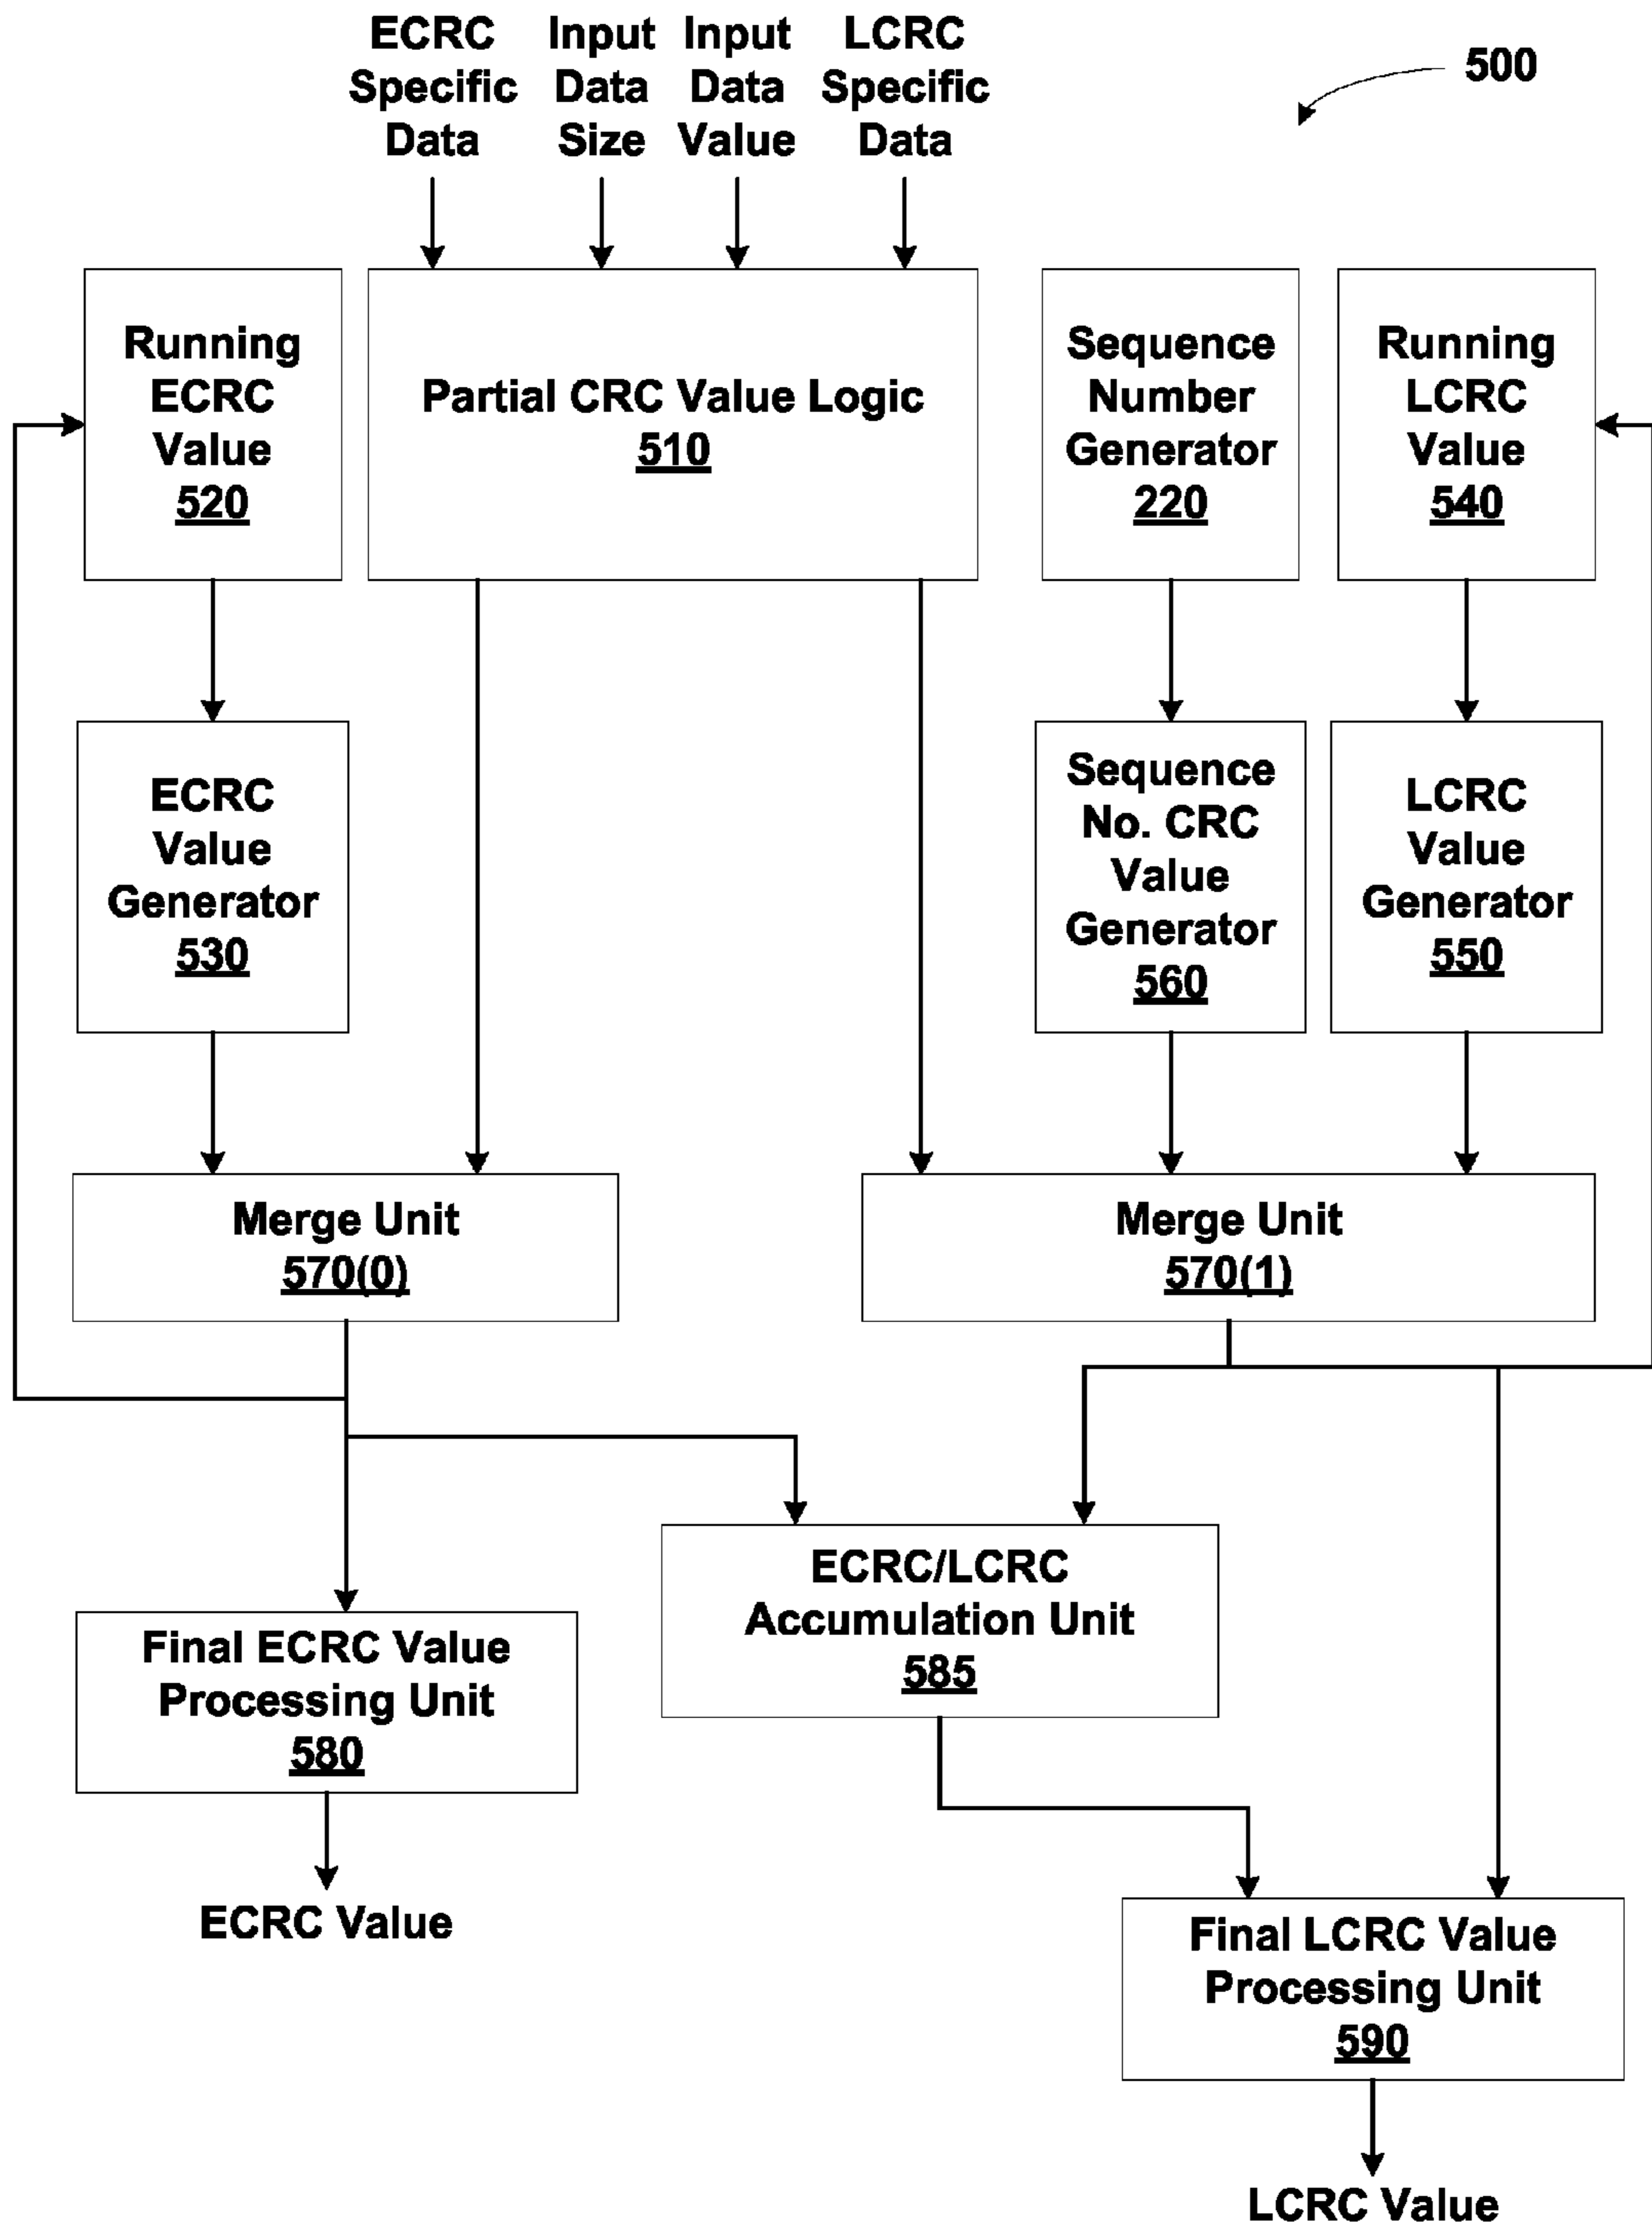 ECRC
Specific
Data
Input
Data
Size
Input
Data
Value
LCRC
Specific
Data
500
Running
ECRC
Value
520
Partial CRC Value Logic
510
Sequence
Number
Generator
220
Running
LCRC
Value
540
ECRC
Value
Generator
530
Sequence
No. CRC
Value
Generator
560
LCRC
Value
Generator
550
Merge Unit
570(0)
Merge Unit
570(1)
ECRC/LCRC
Accumulation Unit
585
Final ECRC Value
Processing Unit
580
ECRC Value
Final LCRC Value
Processing Unit
590
LCRC Value